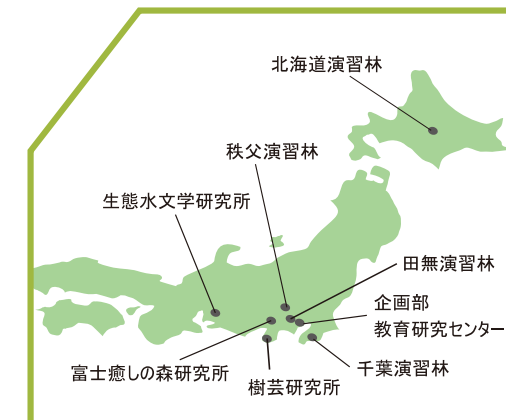 北海道演習林
秩父演習林
生態水文学研究所
田無演習林
企画部
教育研究センター
千葉演習林
富士癒しの森研究所
樹芸研究所